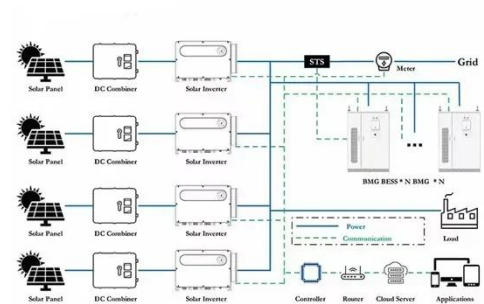 STS
Meter
Grid
Solar Panel
DC Combiner
Solar Inverter
Solar Panel
DC Combiner
Solar Inverter
BMG BESS * N BMG * N
Solar Panel
DC Combiner
Solar Inverter
Power
Communication
Load
Solar Panel
DC Combiner
Solar Inverter
Controller
Router
Cloud Server
Applications